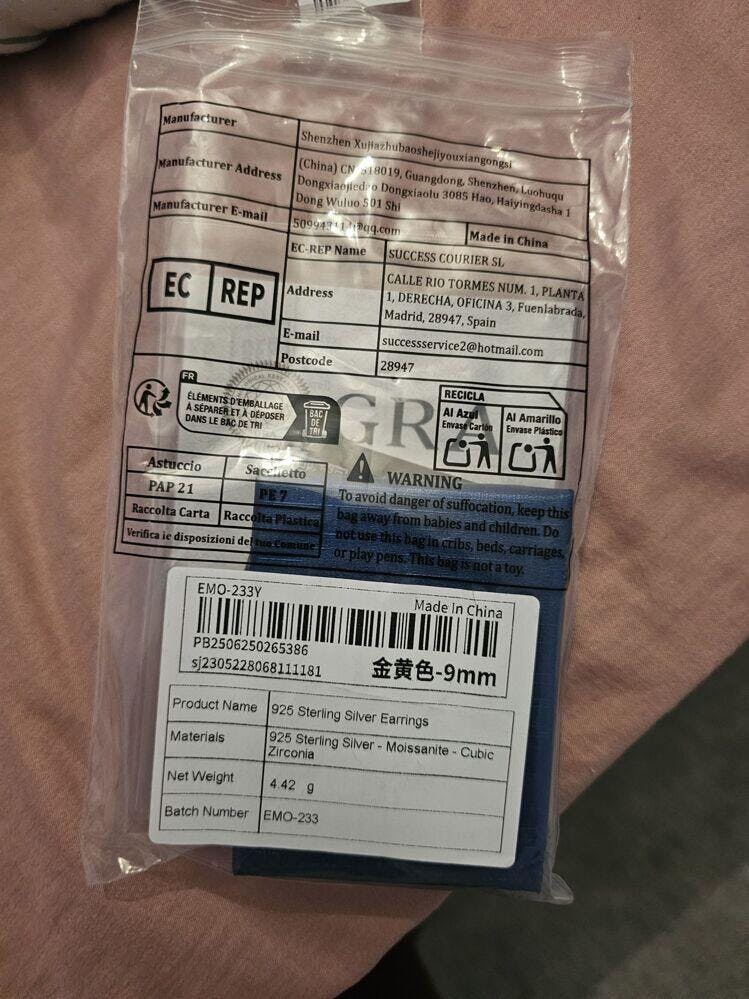 Manufacturer
Shenzhen Xujiazhubaoshejiyouxiangongsi
Manufacturer Address
(China) CN 518019, Guangdong, Shenzhen, Luohuqu
Dongxiaojiedao Dongxiaolu 3085 Hao, Haiyingdasha 1
Dong Wuluo 501 Shi
Manufacturer E-mail
@qq.com
Made in China
EC REP
EC-REP Name
SUCCESS COURIER SL
Address
CALLE RIO TORMES NUM. 1, PLANTA
1, DERECHA, OFICINA 3, Fuenlabrada,
Madrid, 28947, Spain
E-mail
successservice2@hotmail.com
Postcode
28947
FR
ÉLÉMENTS D'EMBALLAGE
À SÉPARER ET À DÉPOSER
DANS LE BAC DE TRI
BAC
DE
TRI
GRA
RECICLA
Al Azul
Envase Cartón
Al Amarillo
Envase Plástico
Astuccio
Sacchetto
PAP 21
PE 7
Raccolta Carta
Raccolta Plastica
Verifica le disposizioni del tuo Comune
WARNING
To avoid danger of suffocation, keep this
bag away from babies and children. Do
not use this bag in cribs, beds, carriages,
or play pens. This bag is not a toy.
EMO-233Y
Made In China
PB2506250265386
sj2305228068111181
金黄色-9mm
Product Name
925 Sterling Silver Earrings
Materials
925 Sterling Silver - Moissanite - Cubic
Zirconia
Net Weight
4.42 g
Batch Number
EMO-233